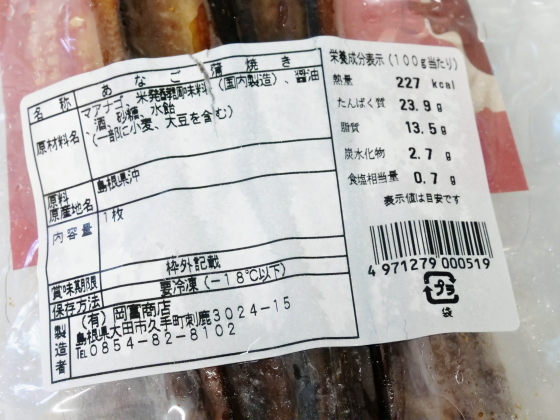 名称 あなご蒲焼き
原材料名 マアナゴ、米発酵調味料（国内製造）、醤油
酒、砂糖、水飴
、（一部に小麦、大豆を含む）
原料原産地名 島根県沖
内容量 1枚
賞味期限 枠外記載
保存方法 要冷凍（－18℃以下）
製造者 （有）岡富商店
島根県大田市久手町刺鹿3024-15
TEL0854-82-8102
栄養成分表示（100g当たり）
熱量 227 kcal
たんぱく質 23.9g
脂質 13.5g
炭水化物 2.7 g
食塩相当量 0.7 g
表示値は目安です
4971279000519
プラ
袋